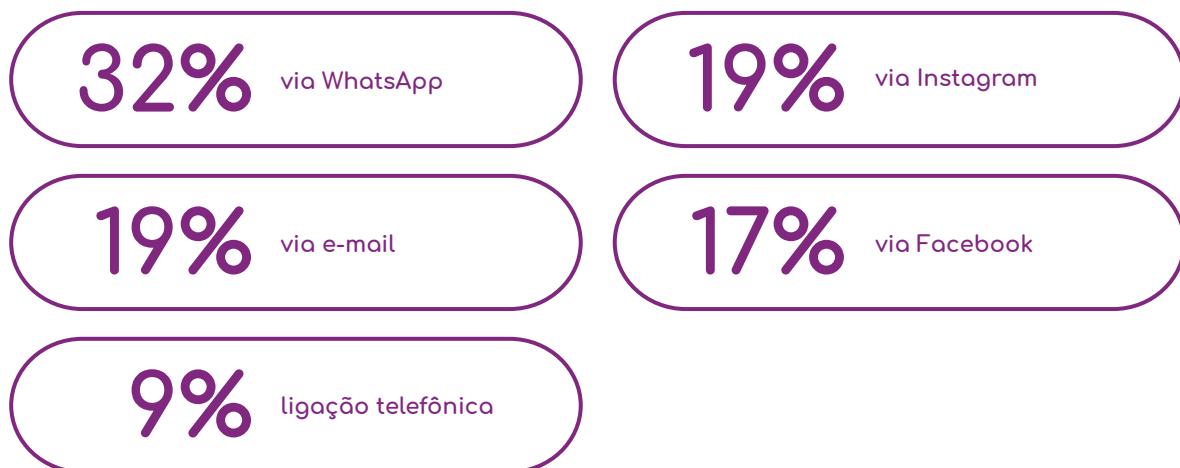 32% via WhatsApp
19% via Instagram
19% via e-mail
17% via Facebook
9% ligação telefônica